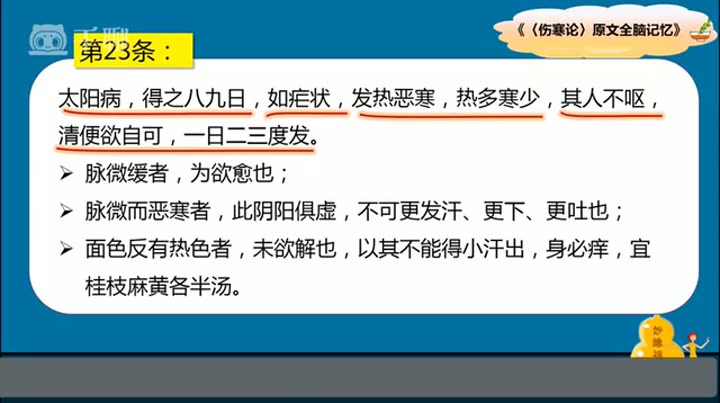 《〈伤寒论〉原文全脑记忆》
第23条：
太阳病，得之八九日，如疟状，发热恶寒，热多寒少，其人不呕，
清便欲自可，一日二三度发。
➢ 脉微缓者，为欲愈也；
➢ 脉微而恶寒者，此阴阳俱虚，不可更发汗、更下、更吐也；
➢ 面色反有热色者，未欲解也，以其不能得小汗出，身必痒，宜
桂枝麻黄各半汤。